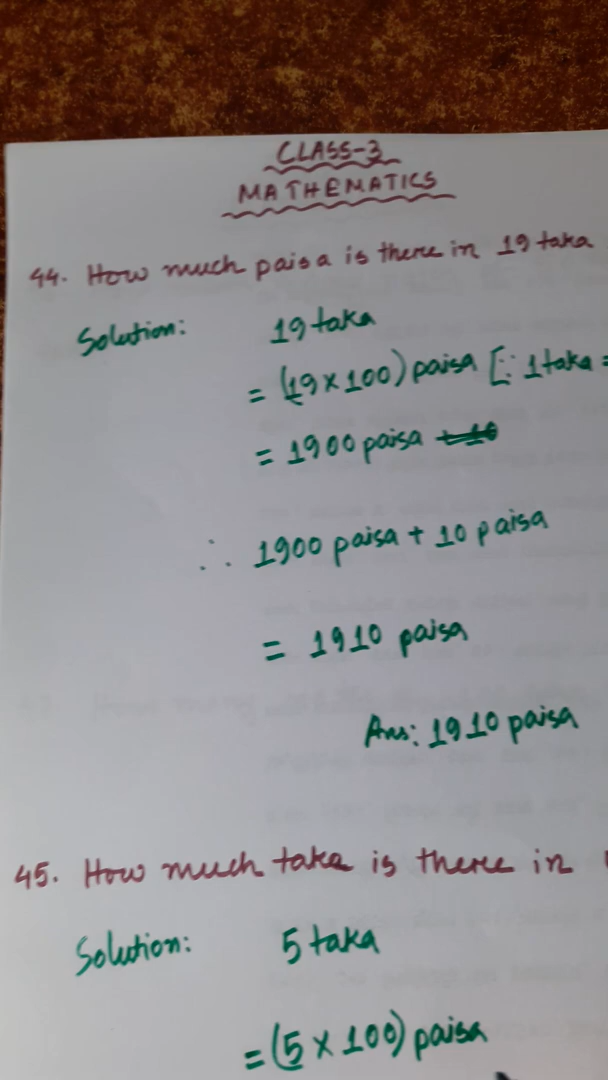 CLASS-3
MATHEMATICS
44. How much paisa is there in 19 taka
Solution: 19 taka
= (19 × 100) paisa [∵ 1 taka =
= 1900 paisa
∴ 1900 paisa + 10 paisa
= 1910 paisa
Ans: 1910 paisa
45. How much taka is there in
Solution: 5 taka
= (5 × 100) paisa